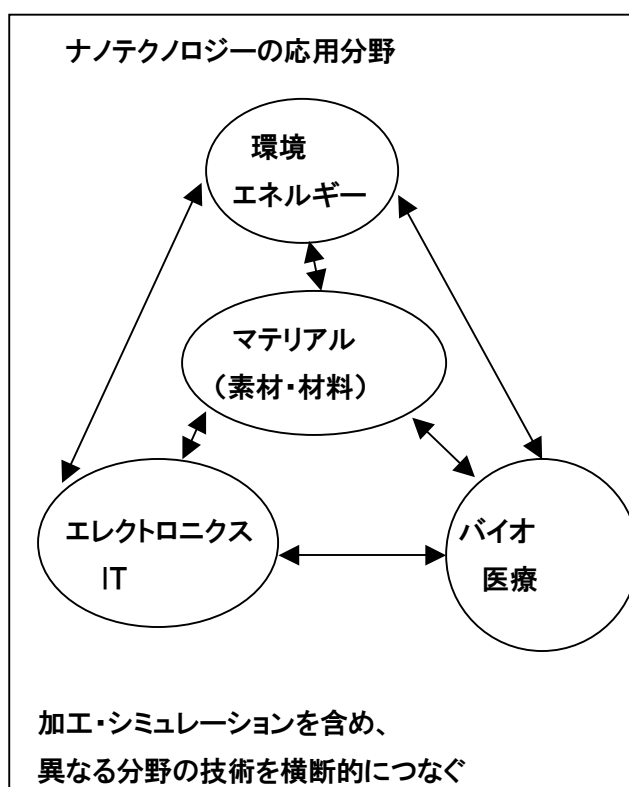 ナノテクノロジーの応用分野
環境
エネルギー
マテリアル
（素材・材料）
エレクトロニクス
IT
バイオ
医療
加工・シミュレーションを含め、
異なる分野の技術を横断的につなぐ